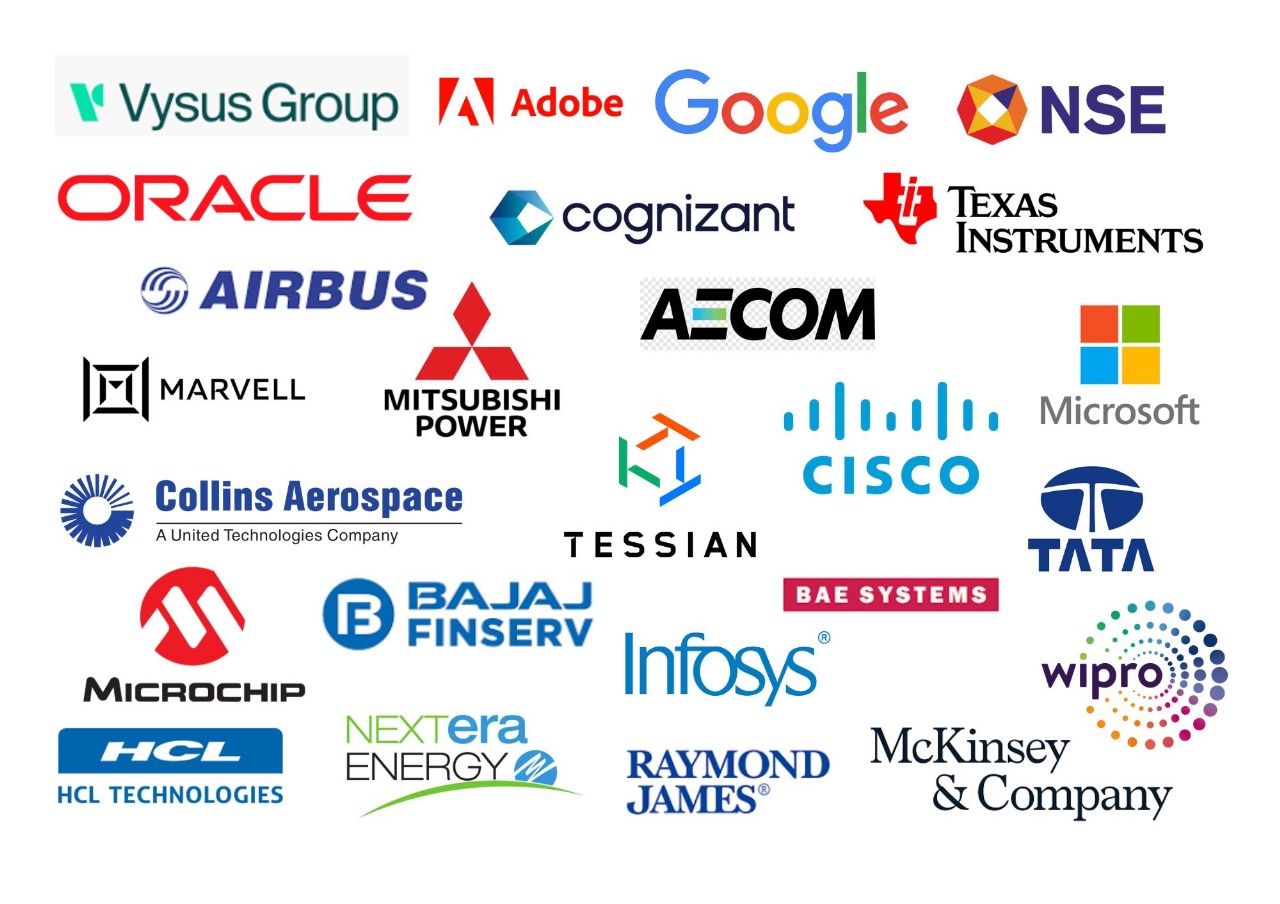 Vysus Group
Adobe
Google
NSE
ORACLE
cognizant
TEXAS
INSTRUMENTS
AIRBUS
MITSUBISHI
POWER
AECOM
Microsoft
MARVELL
CISCO
Collins Aerospace
A United Technologies Company
TESSIAN
TATA
MICROCHIP
BAJAJ
FINSERV
BAE SYSTEMS
Infosys®
wipro
HCL
HCL TECHNOLOGIES
NEXTera
ENERGY
RAYMOND
JAMES®
McKinsey
& Company